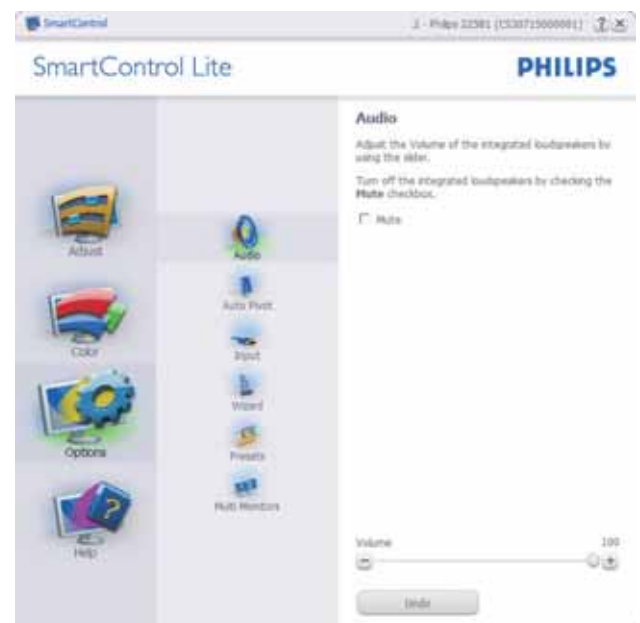 SmartControl
SmartControl Lite
PHILIPS
Adjust
Color
Options
Help
Audio
Auto Pivot
Input
Wizard
Presets
Multi Monitors
Audio
Adjust the Volume of the integrated loudspeakers by
using the slider.
Turn off the integrated loudspeakers by checking the
Mute checkbox.
Mute
Volume 100
Undo